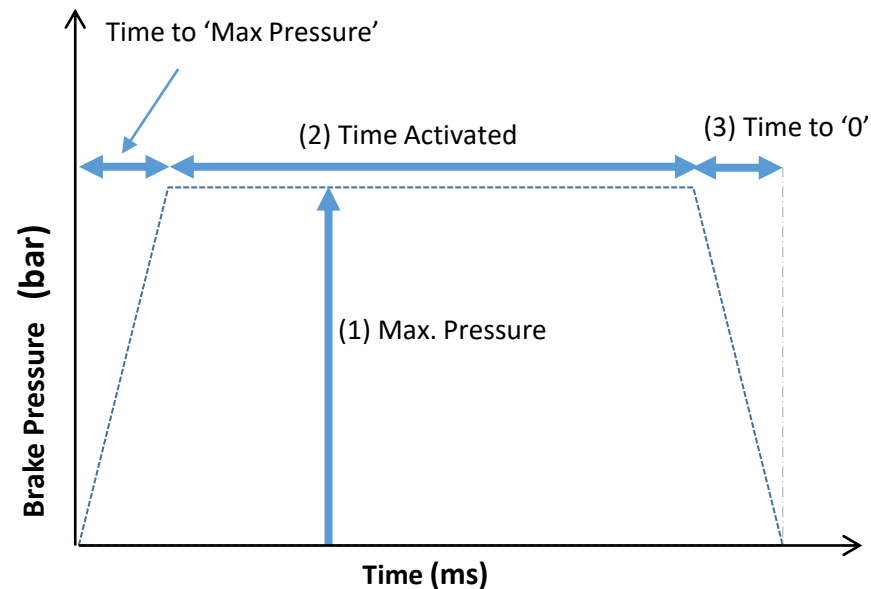 Time to ‘Max Pressure’
(2) Time Activated
(3) Time to ‘0’
(1) Max. Pressure
Brake Pressure (bar)
Time (ms)